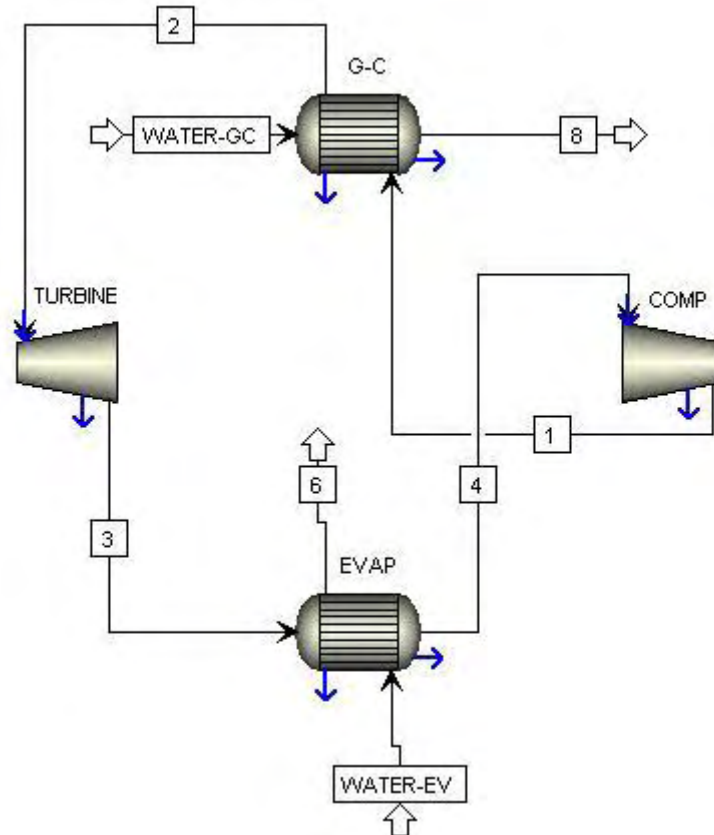 2
G-C
WATER-GC
8
TURBINE
COMP
1
6
4
3
EVAP
WATER-EV